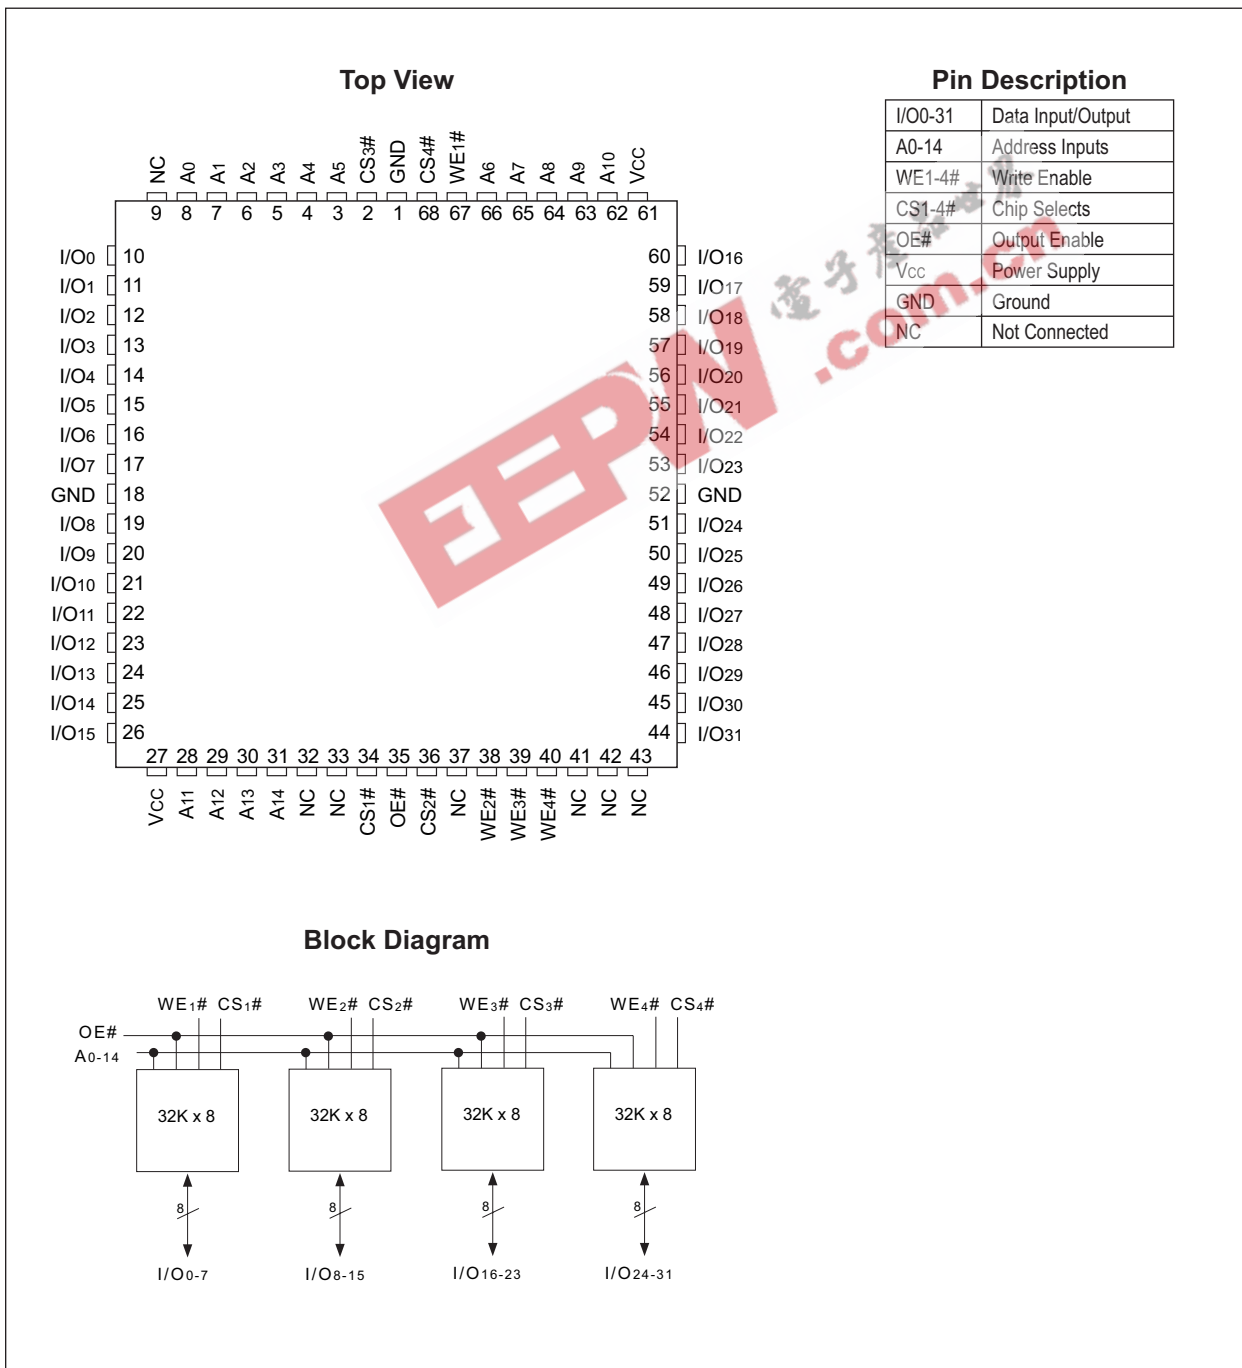 Top View
NC A0 A1 A2 A3 A4 A5 CS3# GND CS4# WE1# A6 A7 A8 A9 A10 VCC
9 8 7 6 5 4 3 2 1 68 67 66 65 64 63 62 61
I/O0 10 60 I/O16
I/O1 11 59 I/O17
I/O2 12 58 I/O18
I/O3 13 57 I/O19
I/O4 14 56 I/O20
I/O5 15 55 I/O21
I/O6 16 54 I/O22
I/O7 17 53 I/O23
GND 18 52 GND
I/O8 19 51 I/O24
I/O9 20 50 I/O25
I/O10 21 49 I/O26
I/O11 22 48 I/O27
I/O12 23 47 I/O28
I/O13 24 46 I/O29
I/O14 25 45 I/O30
I/O15 26 44 I/O31
27 28 29 30 31 32 33 34 35 36 37 38 39 40 41 42 43
VCC A11 A12 A13 A14 NC NC CS1# OE# CS2# NC WE2# WE3# WE4# NC NC NC
Pin Description
I/O0-31 Data Input/Output
A0-14 Address Inputs
WE1-4# Write Enable
CS1-4# Chip Selects
OE# Output Enable
Vcc Power Supply
GND Ground
NC Not Connected
EEPW
電子產品世界
.com.cn
Block Diagram
WE1# CS1# WE2# CS2# WE3# CS3# WE4# CS4#
OE#
A0-14
32K x 8 32K x 8 32K x 8 32K x 8
8 8 8 8
I/O0-7 I/O8-15 I/O16-23 I/O24-31